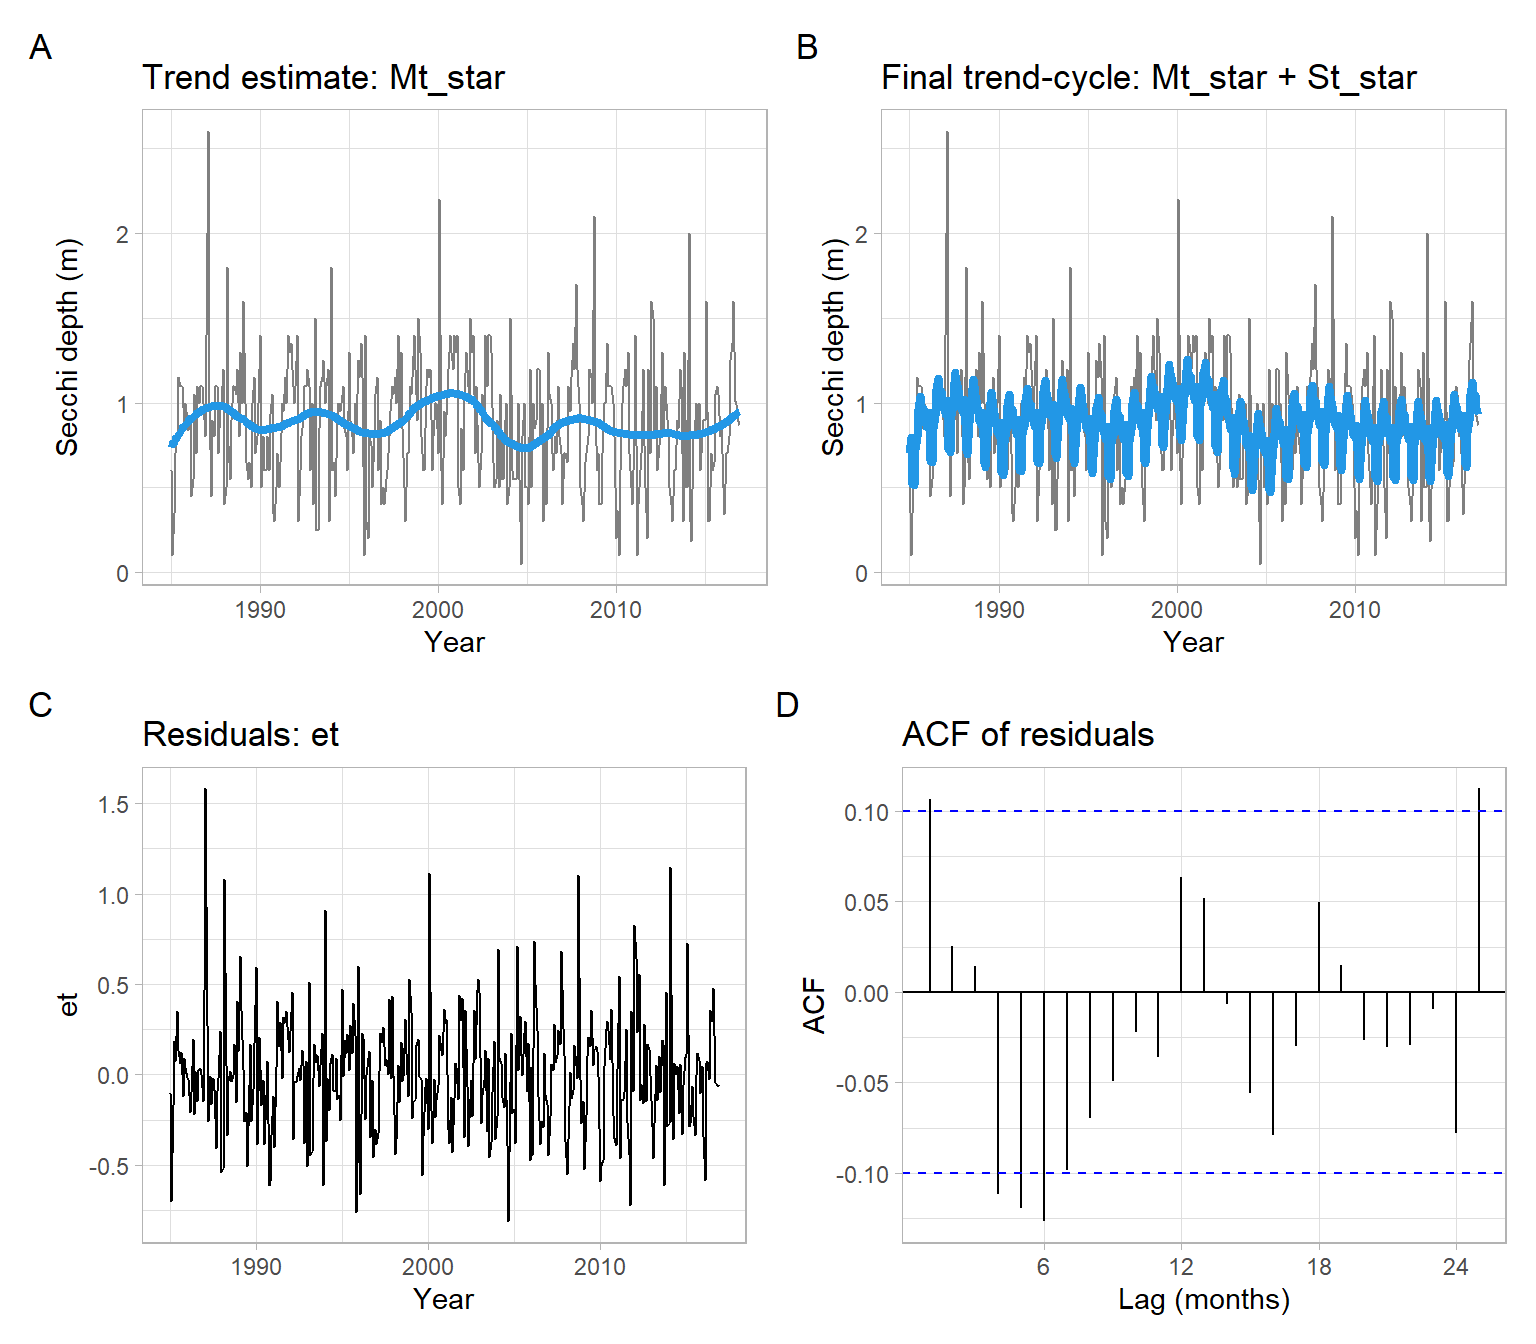 A
Trend estimate: Mt_star
Secchi depth (m)
2
1
0
1990 2000 2010
Year
B
Final trend-cycle: Mt_star + St_star
Secchi depth (m)
2
1
0
1990 2000 2010
Year
C
Residuals: et
et
1.5
1.0
0.5
0.0
-0.5
1990 2000 2010
Year
D
ACF of residuals
ACF
0.10
0.05
0.00
-0.05
-0.10
6 12 18 24
Lag (months)